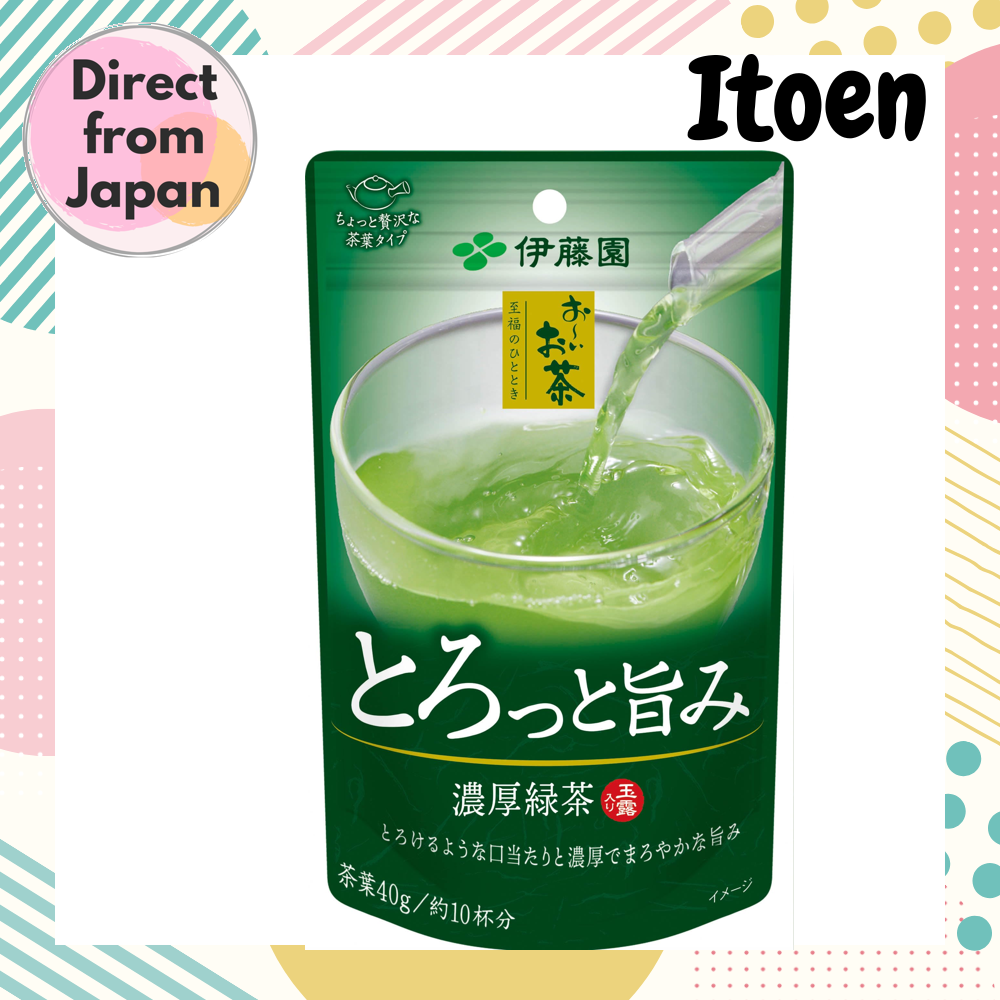 Direct
from
Japan
Itoen
ちょっと贅沢な
茶葉タイプ
伊藤園
お〜い
お茶
至福のひととき
とろっと旨み
濃厚緑茶
玉露
入り
とろけるような口当たりと濃厚でまろやかな旨み
茶葉40g/約10杯分
イメージ